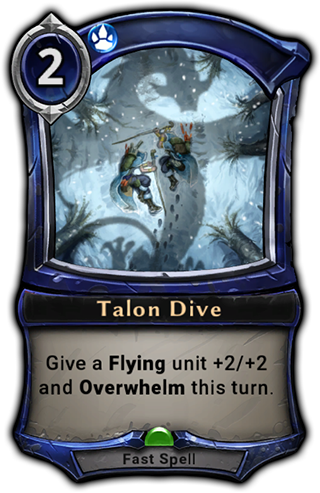 2
Talon Dive
Give a Flying unit +2/+2
and Overwhelm this turn.
Fast Spell